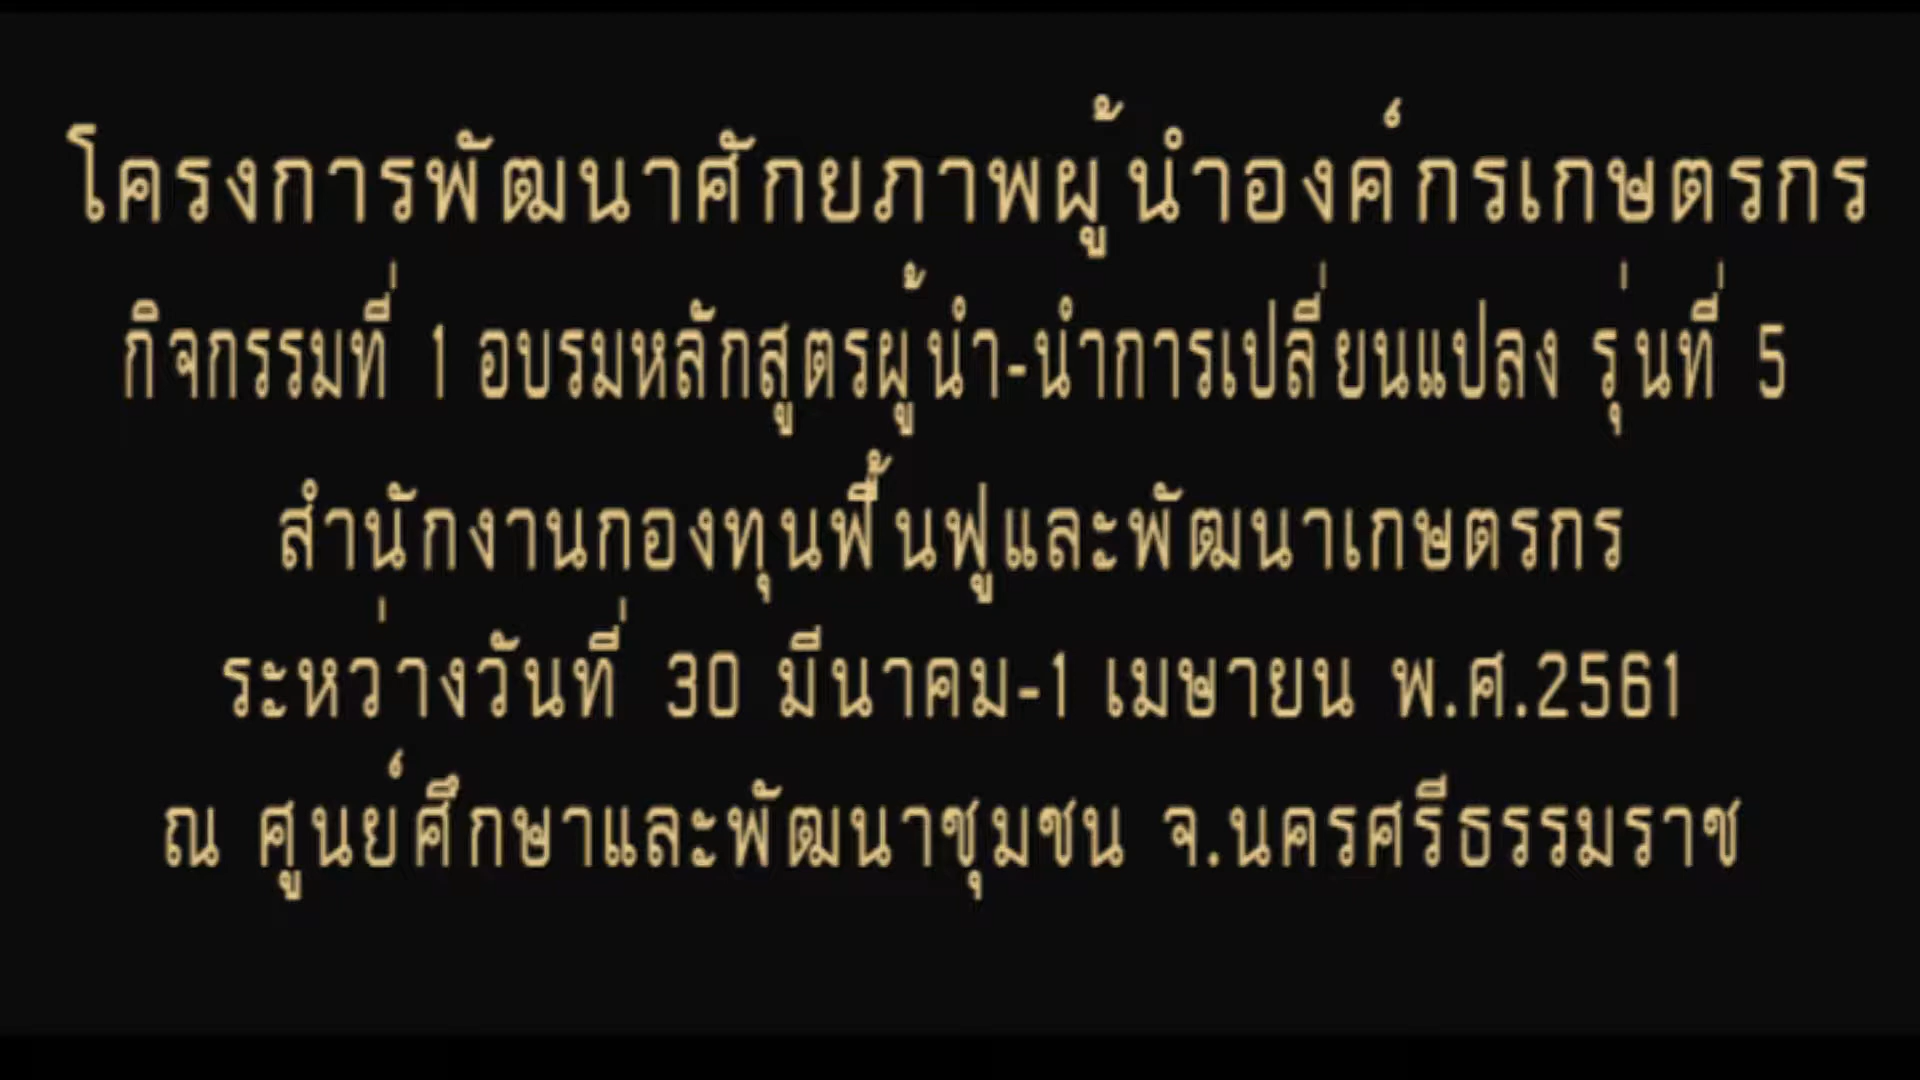 โครงการพัฒนาศักยภาพผู้นำองค์กรเกษตรกร
กิจกรรมที่ 1 อบรมหลักสูตรผู้นำ-นำการเปลี่ยนแปลง รุ่นที่ 5
สำนักงานกองทุนฟื้นฟูและพัฒนาเกษตรกร
ระหว่างวันที่ 30 มีนาคม-1 เมษายน พ.ศ.2561
ณ ศูนย์ศึกษาและพัฒนาชุมชน จ.นครศรีธรรมราช